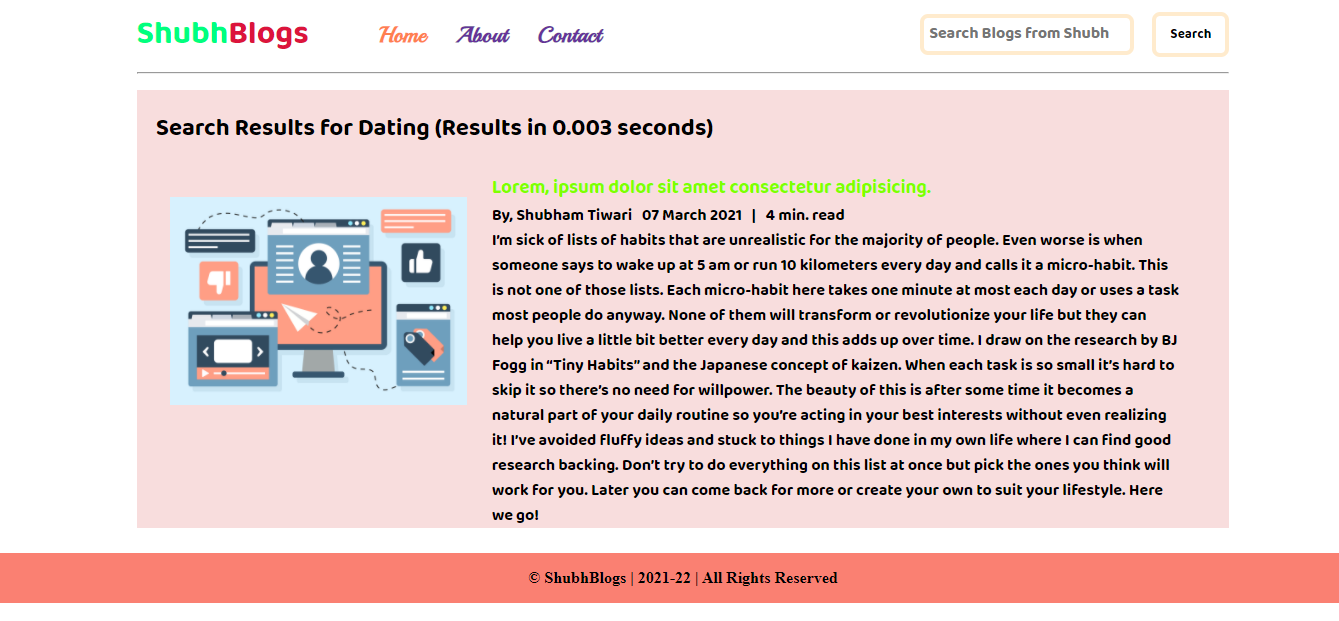 ShubhBlogs Home About Contact Search Blogs from Shubh Search
Search Results for Dating (Results in 0.003 seconds)
Lorem, ipsum dolor sit amet consectetur adipisicing.
By, Shubham Tiwari 07 March 2021 | 4 min. read
I’m sick of lists of habits that are unrealistic for the majority of people. Even worse is when
someone says to wake up at 5 am or run 10 kilometers every day and calls it a micro-habit. This
is not one of those lists. Each micro-habit here takes one minute at most each day or uses a task
most people do anyway. None of them will transform or revolutionize your life but they can
help you live a little bit better every day and this adds up over time. I draw on the research by BJ
Fogg in “Tiny Habits” and the Japanese concept of kaizen. When each task is so small it’s hard to
skip it so there’s no need for willpower. The beauty of this is after some time it becomes a
natural part of your daily routine so you’re acting in your best interests without even realizing
it! I’ve avoided fluffy ideas and stuck to things I have done in my own life where I can find good
research backing. Don’t try to do everything on this list at once but pick the ones you think will
work for you. Later you can come back for more or create your own to suit your lifestyle. Here
we go!
© ShubhBlogs | 2021-22 | All Rights Reserved